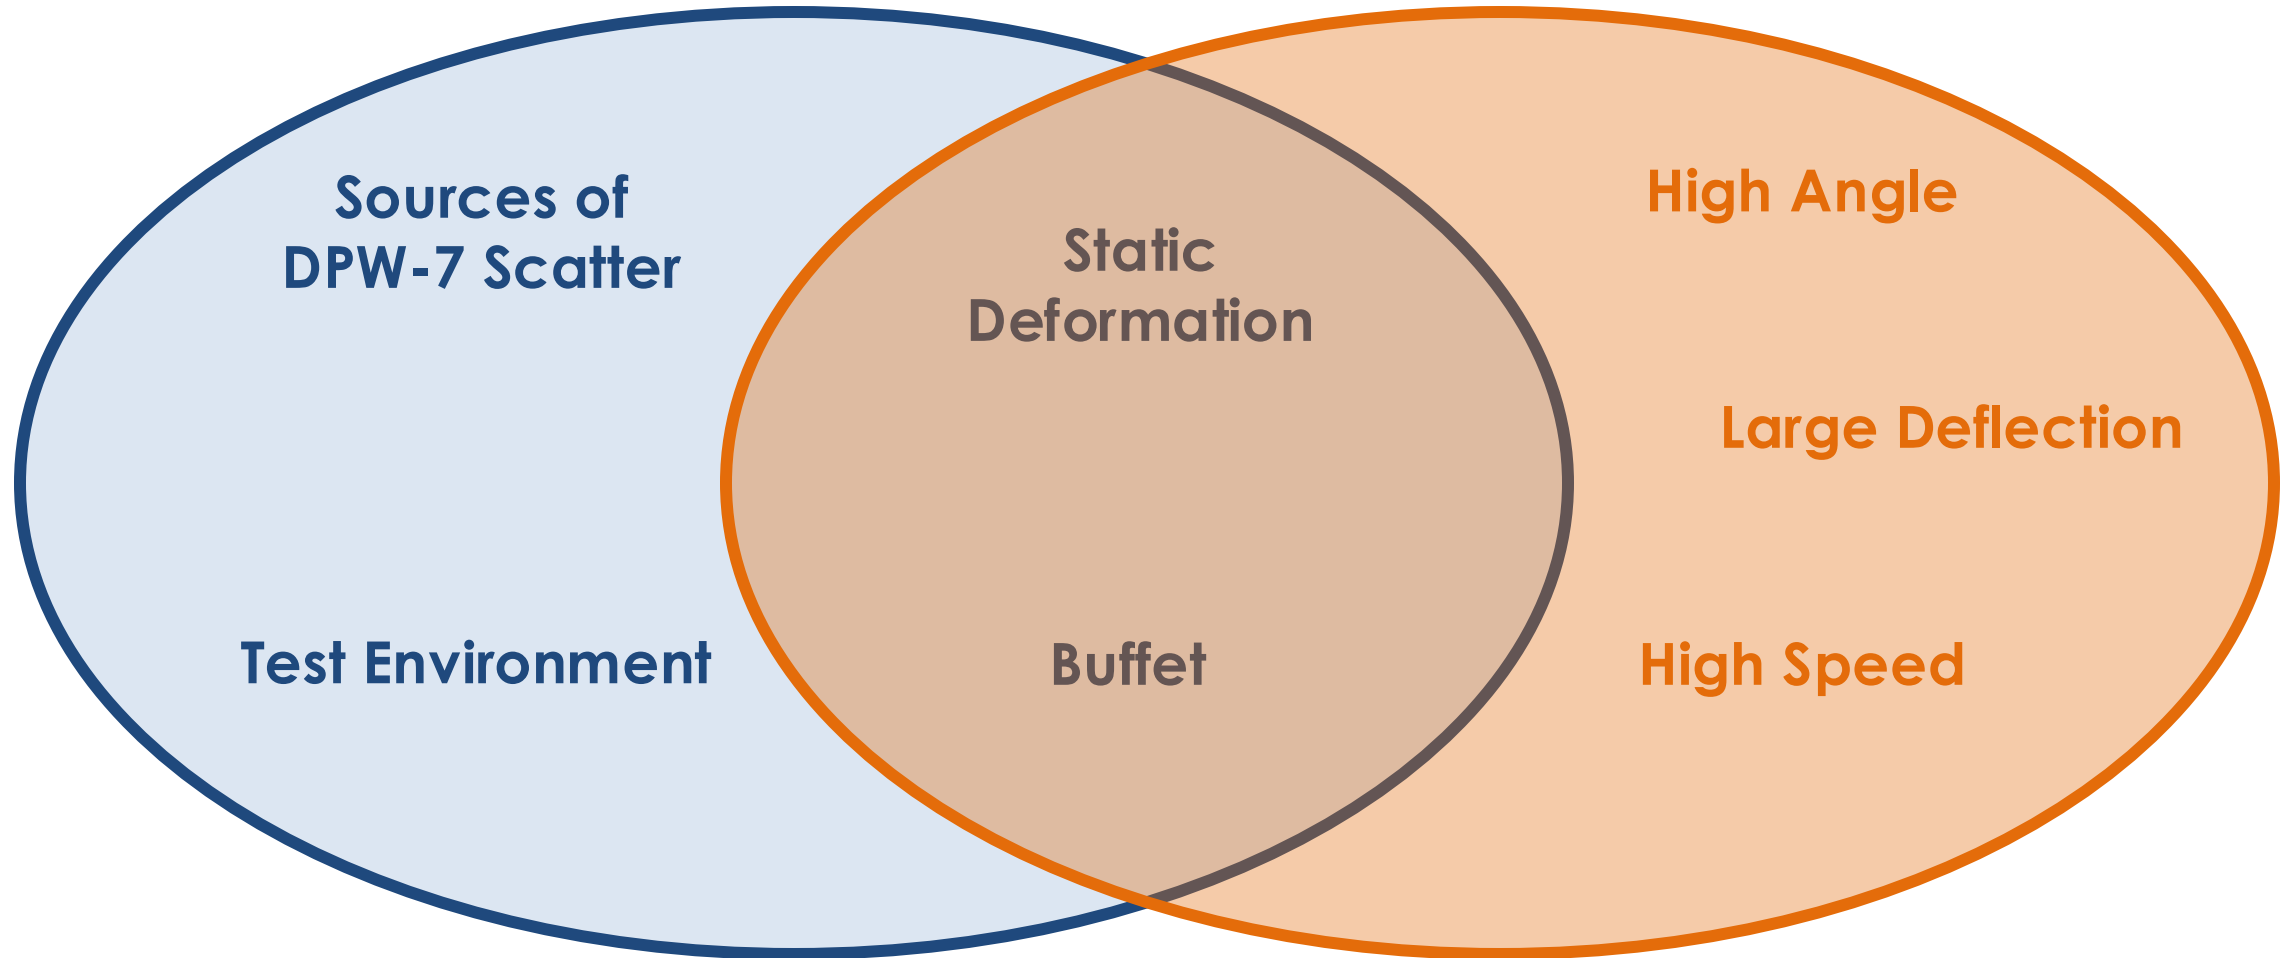 Sources of
DPW-7 Scatter
Test Environment
Static
Deformation
Buffet
High Angle
Large Deflection
High Speed